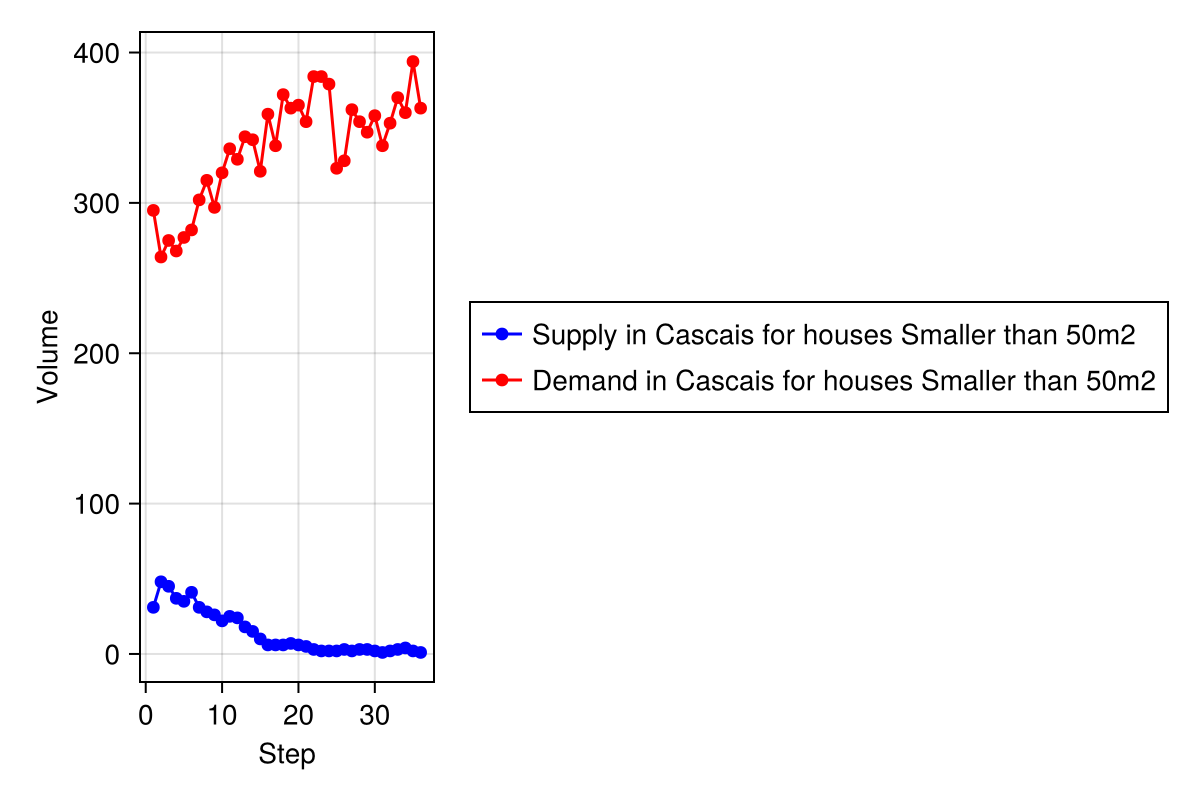 400
300
200
100
0
Volume
0 10 20 30
Step
Supply in Cascais for houses Smaller than 50m2
Demand in Cascais for houses Smaller than 50m2